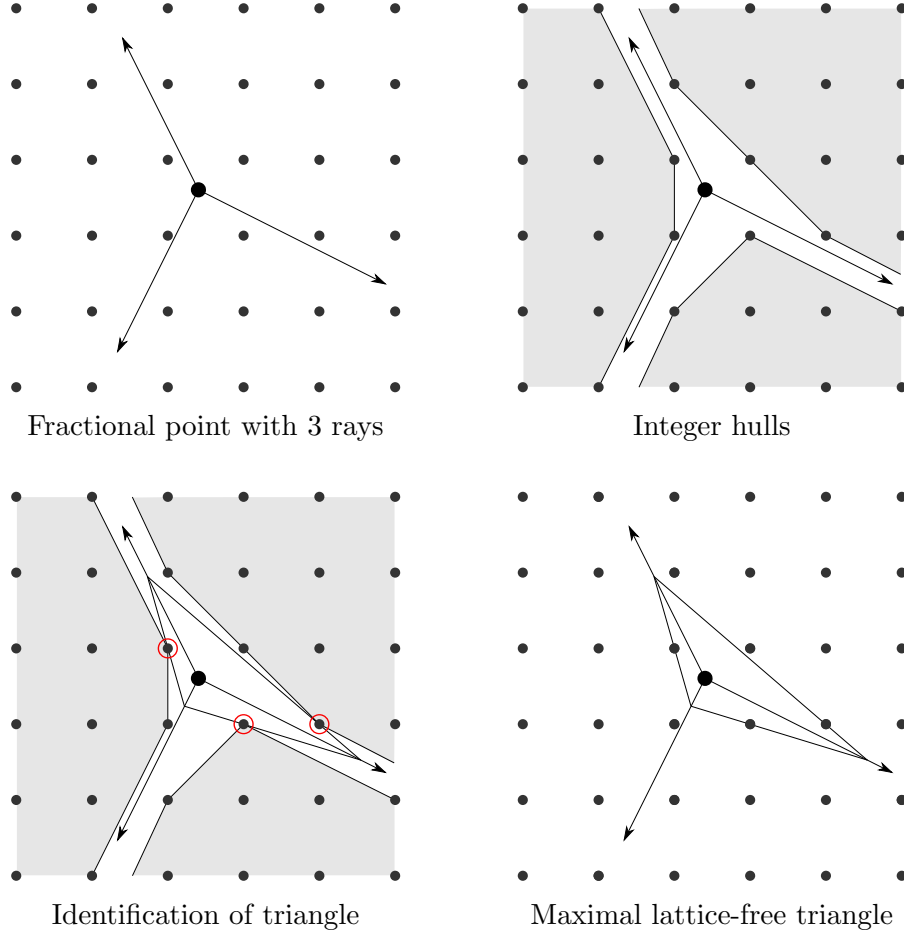 Fractional point with 3 rays
Integer hulls
Identification of triangle
Maximal lattice-free triangle